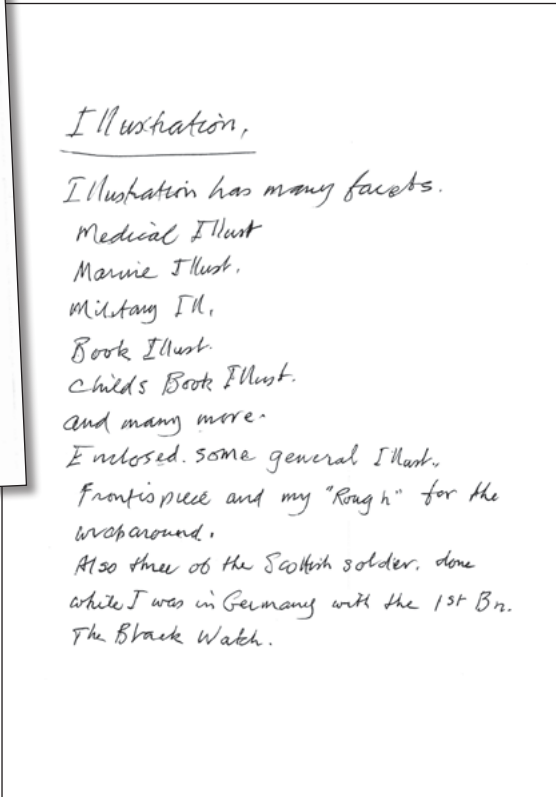 Illustration.
Illustration has many facets.
Medical Illust
Marine Illust.
Military Ill.
Book Illust.
Childs Book Illust.
and many more.
Enclosed. some general Illust.,
Frontispiece and my "Rough" for the
wraparound.
Also three of the Scottish soldier. done
while I was in Germany with the 1st Bn.
The Black Watch.